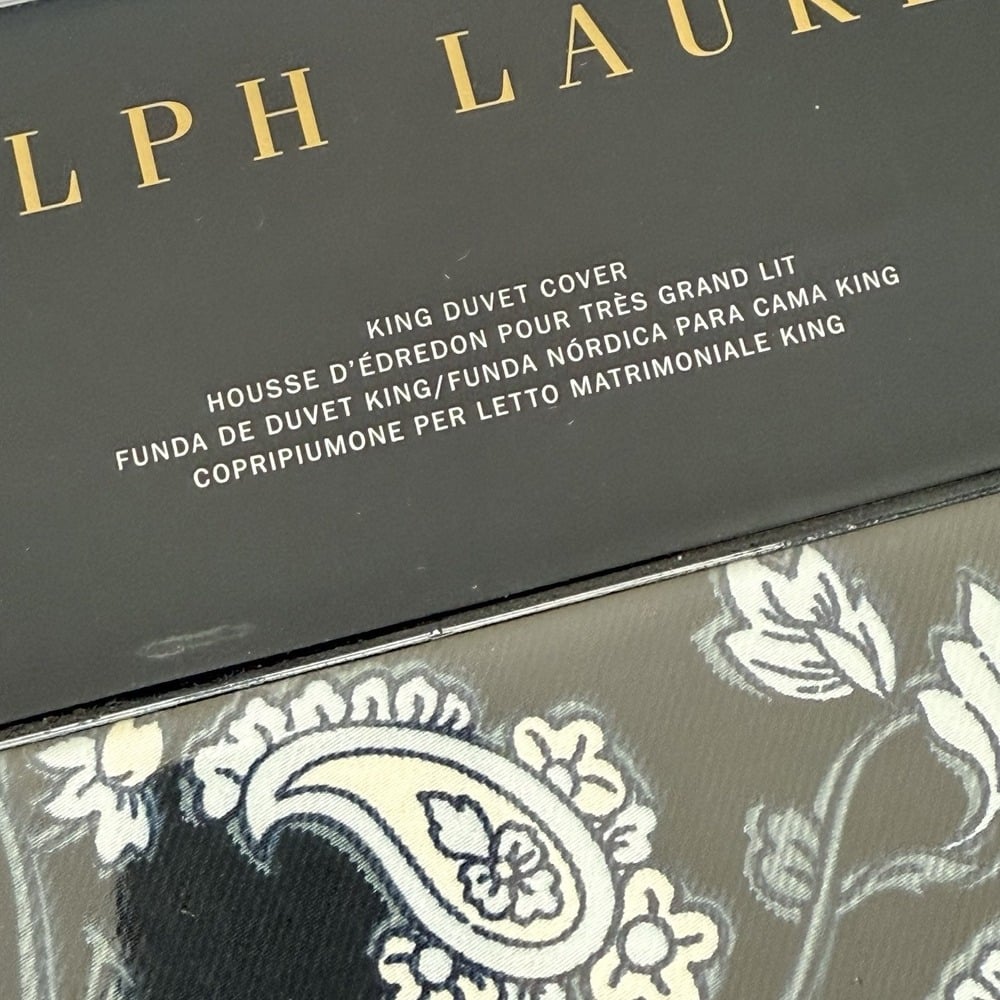 LPH LAUR
KING DUVET COVER
HOUSSE D'ÉDREDON POUR TRÈS GRAND LIT
FUNDA DE DUVET KING/FUNDA NÓRDICA PARA CAMA KING
COPRIPIUMONE PER LETTO MATRIMONIALE KING